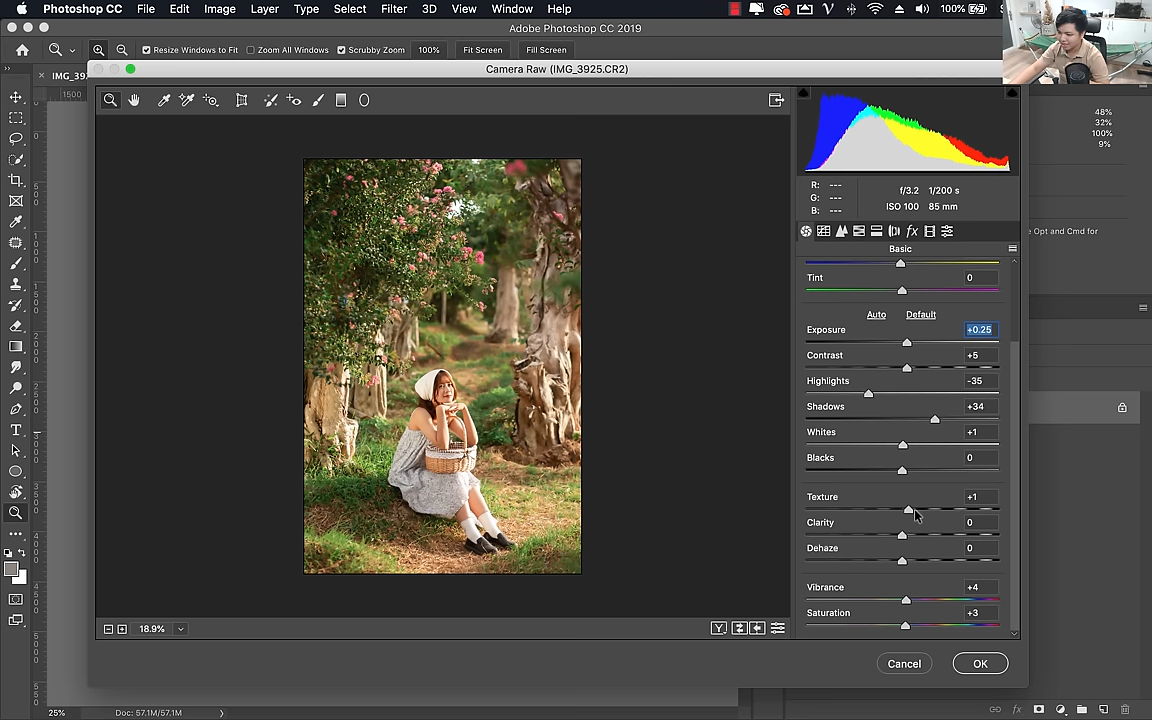 Photoshop CC File Edit Image Layer Type Select Filter 3D View Window Help 100%
Adobe Photoshop CC 2019
Resize Windows to Fit All Windows Scrubby Zoom 100% Fit Screen Fill Screen
Camera Raw (IMG_3925.CR2)
1500
48%
32%
100%
9%
R: ---
G: ---
B: ---
f/3.2 1/200 s
ISO 100 85 mm
e Opt and Cmd for
Basic
Tint 0
Auto Default
Exposure +0.25
Contrast +5
Highlights -35
Shadows +34
Whites +1
Blacks 0
Texture +1
Clarity 0
Dehaze 0
Vibrance +4
Saturation +3
18.9%
Cancel OK
25% Doc: 57.1M/57.1M